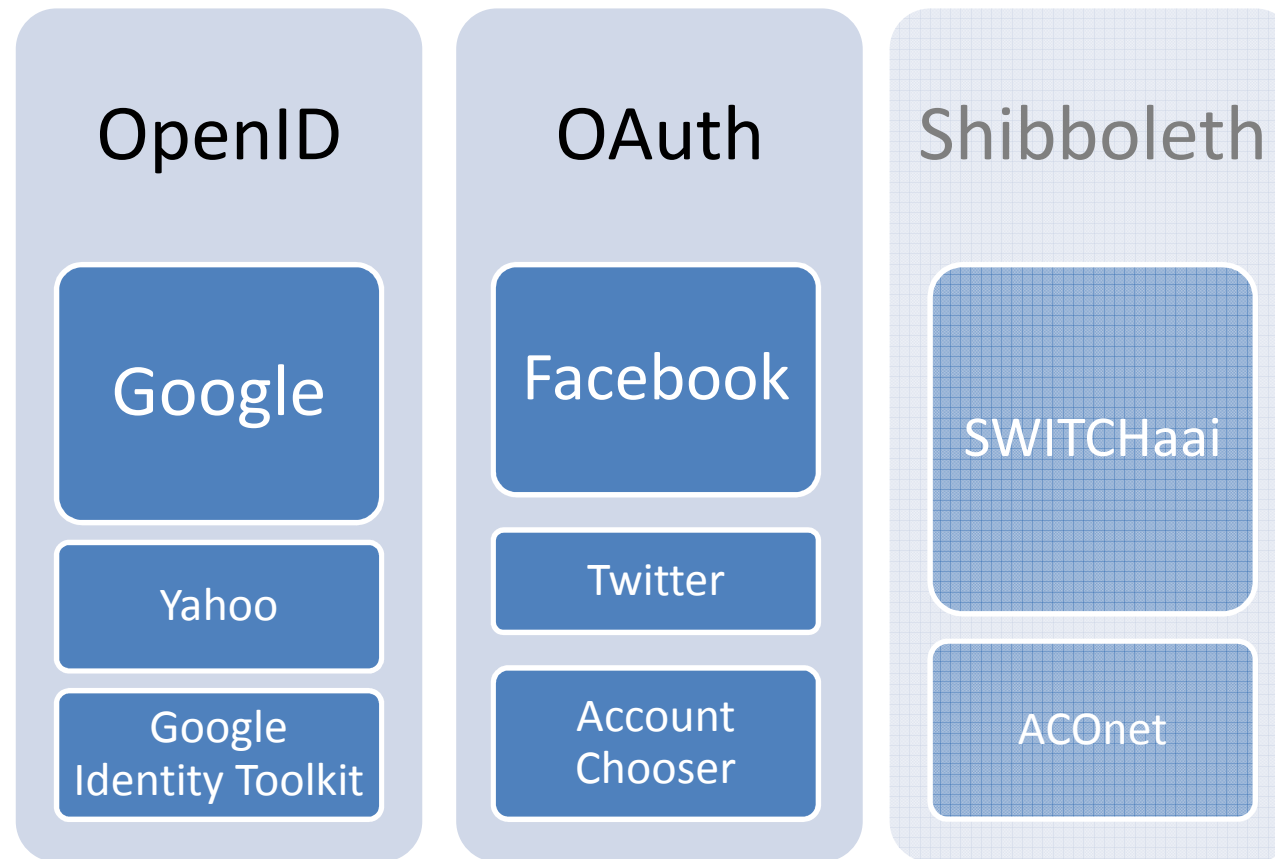 OpenID
Google
Yahoo
Google
Identity Toolkit
OAuth
Facebook
Twitter
Account
Chooser
Shibboleth
SWITCHaai
ACOnet